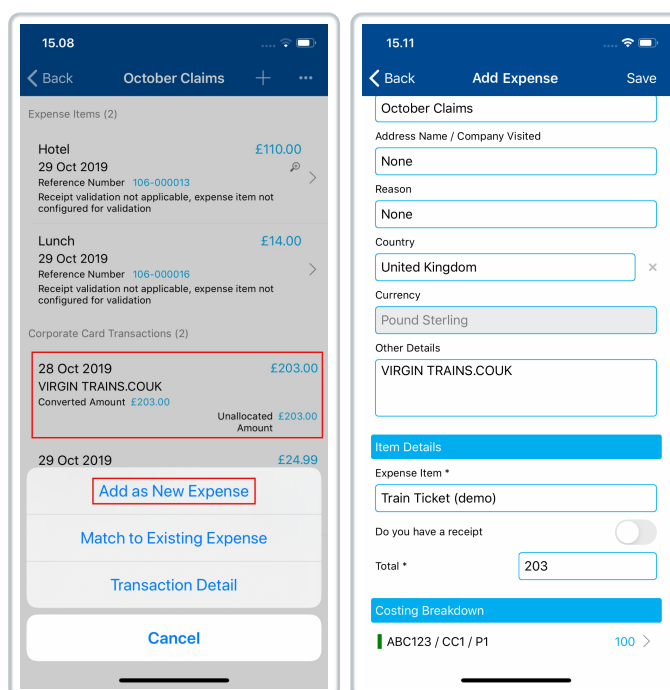 15.08
Back
October Claims
Expense Items (2)
Hotel
£110.00
29 Oct 2019
Reference Number 106-000013
Receipt validation not applicable, expense item not
configured for validation
Lunch
£14.00
29 Oct 2019
Reference Number 106-000016
Receipt validation not applicable, expense item not
configured for validation
Corporate Card Transactions (2)
28 Oct 2019
£203.00
VIRGIN TRAINS.COUK
Converted Amount £203.00
Unallocated £203.00
Amount
29 Oct 2019
£24.99
Add as New Expense
Match to Existing Expense
Transaction Detail
Cancel
15.11
Back
Add Expense
Save
October Claims
Address Name / Company Visited
None
Reason
None
Country
United Kingdom
Currency
Pound Sterling
Other Details
VIRGIN TRAINS.COUK
Item Details
Expense Item *
Train Ticket (demo)
Do you have a receipt
Total *
203
Costing Breakdown
ABC123 / CC1 / P1
100